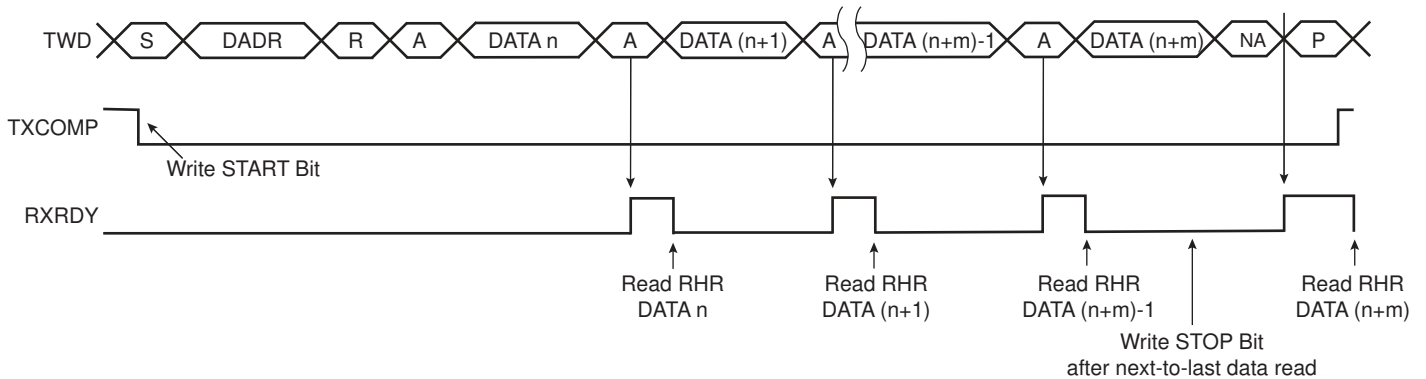 TWD S DADR R A DATA n A DATA (n+1) A DATA (n+m)-1 A DATA (n+m) NA P
TXCOMP
Write START Bit
RXRDY
Read RHR
DATA n
Read RHR
DATA (n+1)
Read RHR
DATA (n+m)-1
Read RHR
DATA (n+m)
Write STOP Bit
after next-to-last data read